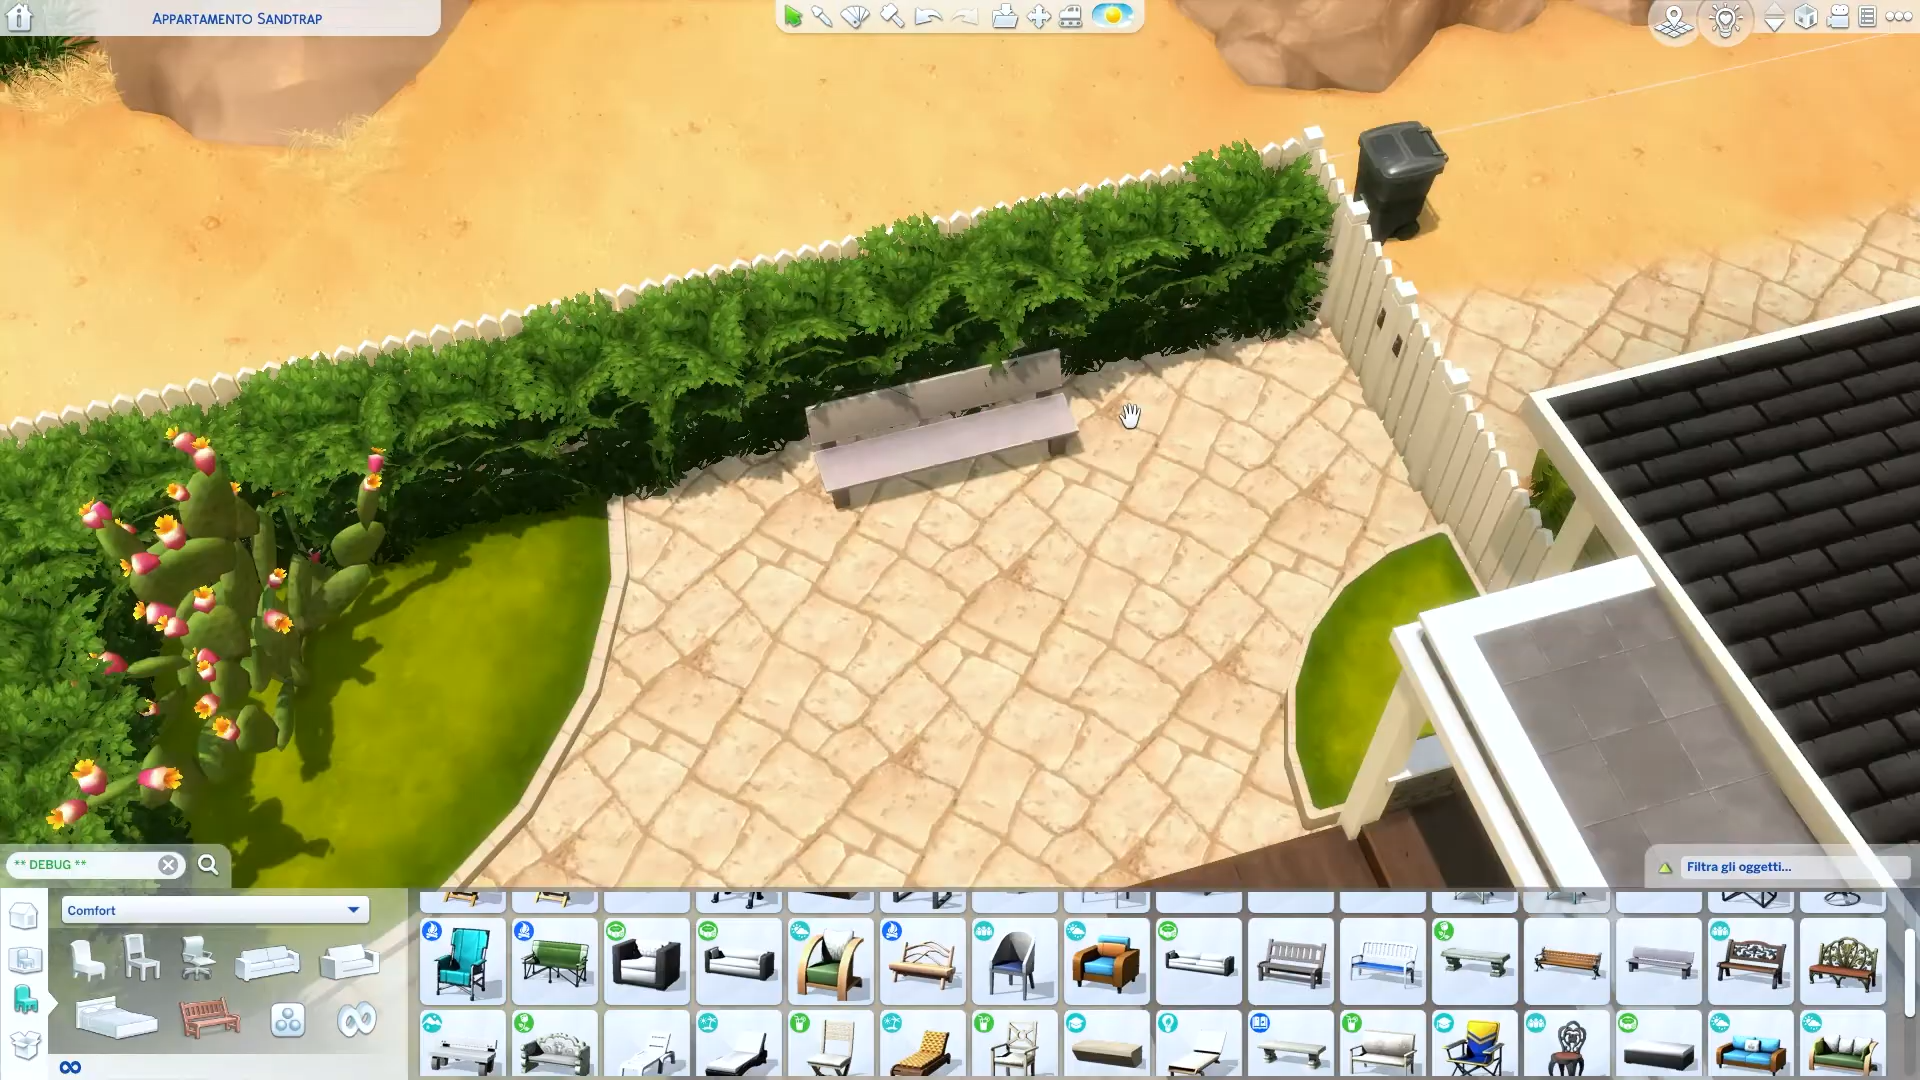 Appartamento Sandtrap
** DEBUG **
Filtra gli oggetti...
Comfort